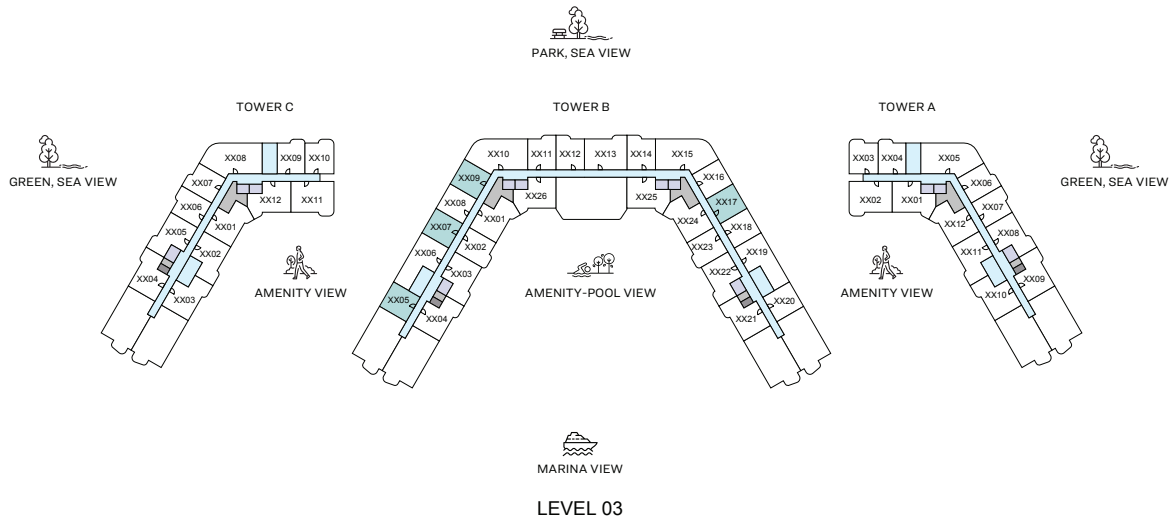 PARK, SEA VIEW
TOWER C
TOWER B
TOWER A
GREEN, SEA VIEW
GREEN, SEA VIEW
XX08
XX09
XX10
XX07
XX12
XX11
XX06
XX01
XX05
XX02
XX04
XX03
XX10
XX11
XX12
XX13
XX14
XX15
XX09
XX16
XX26
XX25
XX08
XX01
XX17
XX24
XX07
XX02
XX18
XX23
XX06
XX03
XX19
XX22
XX05
XX04
XX20
XX21
XX03
XX04
XX05
XX02
XX01
XX06
XX12
XX07
XX11
XX08
XX10
XX09
AMENITY VIEW
AMENITY-POOL VIEW
AMENITY VIEW
MARINA VIEW
LEVEL 03